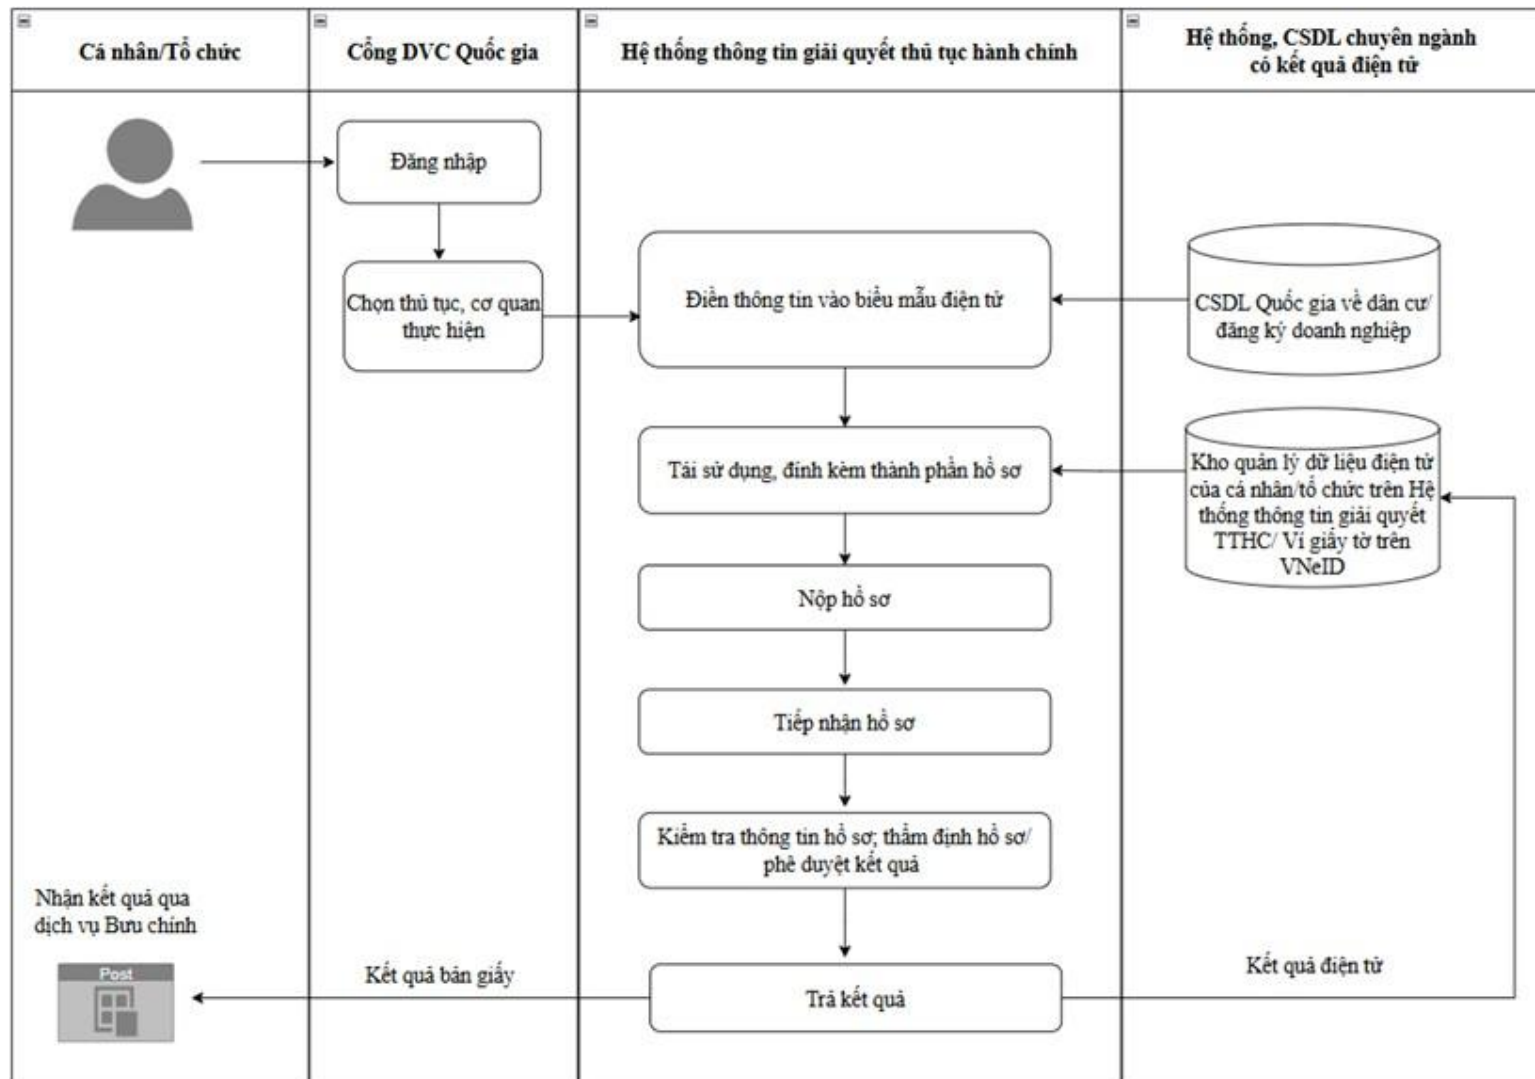 Cá nhân/Tổ chức
Cổng DVC Quốc gia
Hệ thống thông tin giải quyết thủ tục hành chính
Hệ thống, CSDL chuyên ngành
có kết quả điện tử
Đăng nhập
Chọn thủ tục, cơ quan
thực hiện
Điền thông tin vào biểu mẫu điện tử
CSDL Quốc gia về dân cư/
đăng ký doanh nghiệp
Tái sử dụng, đính kèm thành phần hồ sơ
Kho quản lý dữ liệu điện tử
của cá nhân/tổ chức trên Hệ
thống thông tin giải quyết
TTHC/ Ví giấy tờ trên
VNeID
Nộp hồ sơ
Tiếp nhận hồ sơ
Kiểm tra thông tin hồ sơ; thẩm định hồ sơ/
phê duyệt kết quả
Nhận kết quả qua
dịch vụ Bưu chính
Post
Kết quả bản giấy
Trả kết quả
Kết quả điện tử